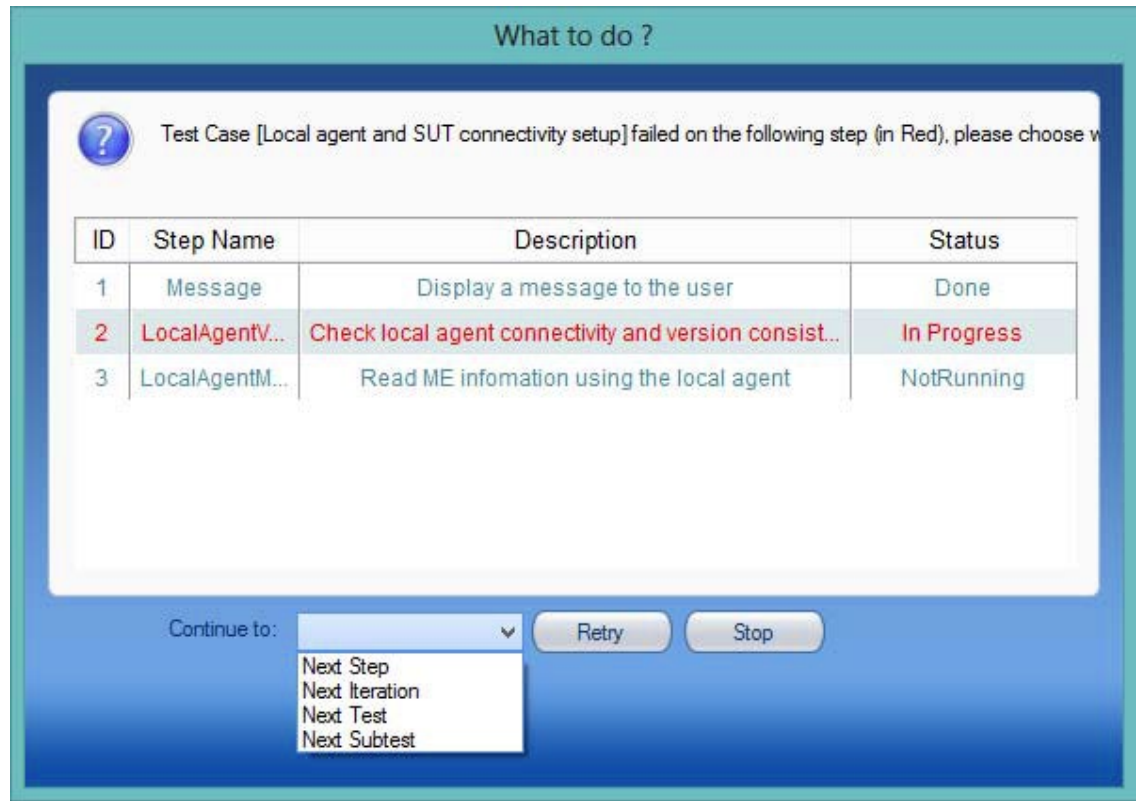 What to do ?
Test Case [Local agent and SUT connectivity setup] failed on the following step (in Red), please choose
ID Step Name Description Status
1 Message Display a message to the user Done
2 LocalAgentV... Check local agent connectivity and version consist... In Progress
3 LocalAgentM... Read ME infomation using the local agent NotRunning
Continue to: Retry Stop
Next Step
Next Iteration
Next Test
Next Subtest